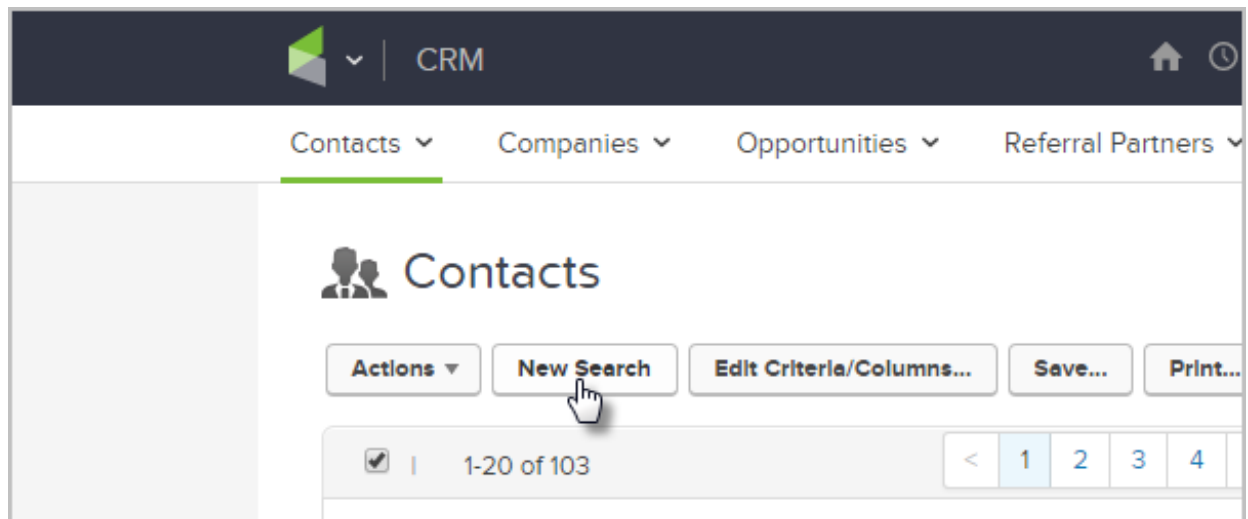 CRM
Contacts Companies Opportunities Referral Partners
Contacts
Actions New Search Edit Criteria/Columns... Save... Print...
1-20 of 103 < 1 2 3 4